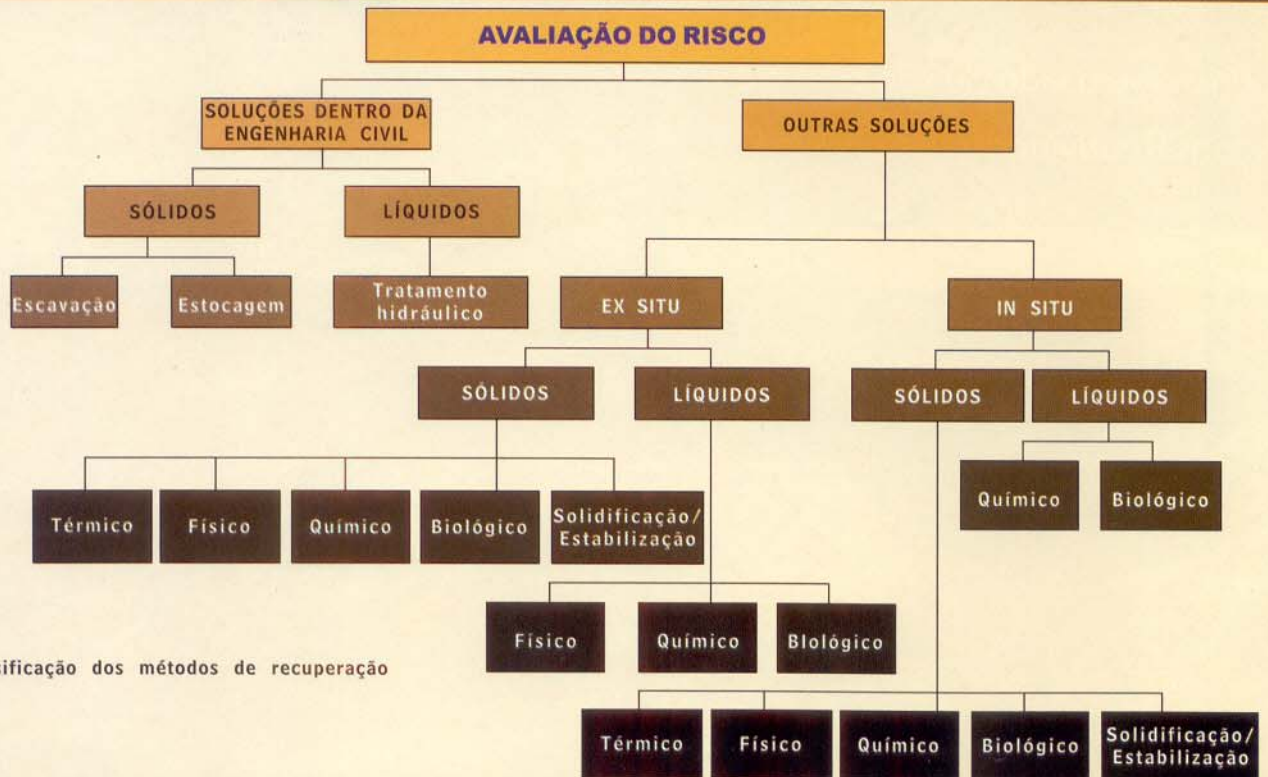 AVALIAÇÃO DO RISCO
SOLUÇÕES DENTRO DA
ENGENHARIA CIVIL
OUTRAS SOLUÇÕES
SÓLIDOS
LÍQUIDOS
Escavação
Estocagem
Tratamento
hidráulico
EX SITU
IN SITU
SÓLIDOS
LÍQUIDOS
SÓLIDOS
LÍQUIDOS
Térmico
Físico
Químico
Biológico
Solidificação/
Estabilização
Químico
Biológico
Físico
Químico
BIológico
dos métodos de recuperação
Térmico
Físico
Químico
Biológico
Solidificação/
Estabilização